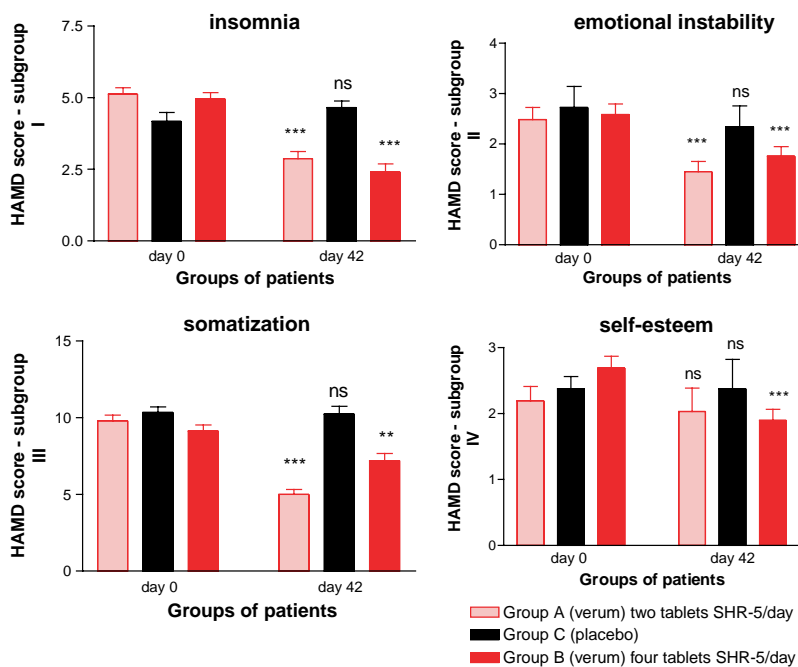 insomnia
HAMD score - subgroup
I
7.5
5.0
2.5
0.0
***
ns
***
day 0
day 42
Groups of patients
emotional instability
HAMD score - subgroup
II
4
3
2
1
0
***
ns
***
day 0
day 42
Groups of patients
somatization
HAMD score - subgroup
III
15
10
5
0
***
ns
**
day 0
day 42
Groups of patients
self-esteem
HAMD score - subgroup
IV
3
2
1
0
ns
ns
***
day 0
day 42
Groups of patients
Group A (verum) two tablets SHR-5/day
Group C (placebo)
Group B (verum) four tablets SHR-5/day